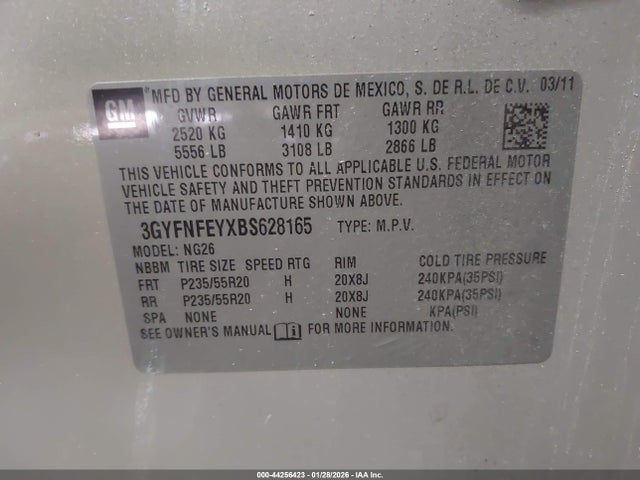 GM
MFD BY GENERAL MOTORS DE MEXICO, S. DE R.L. DE C.V. 03/11
GVWR GAWR FRT GAWR RR
2520 KG 1410 KG 1300 KG
5556 LB 3108 LB 2866 LB
THIS VEHICLE CONFORMS TO ALL APPLICABLE U.S. FEDERAL MOTOR
VEHICLE SAFETY AND THEFT PREVENTION STANDARDS IN EFFECT ON
THE DATE OF MANUFACTURE SHOWN ABOVE.
3GYFNFEYXBS628165 TYPE: M.P.V.
MODEL: NG26
NBBM TIRE SIZE SPEED RTG RIM COLD TIRE PRESSURE
FRT P235/55R20 H 20X8J 240KPA(35PSI)
RR P235/55R20 H 20X8J 240KPA(35PSI)
SPA NONE NONE KPA(PSI)
SEE OWNER'S MANUAL FOR MORE INFORMATION.
000-44256423 - 01/28/2026 - IAA Inc.